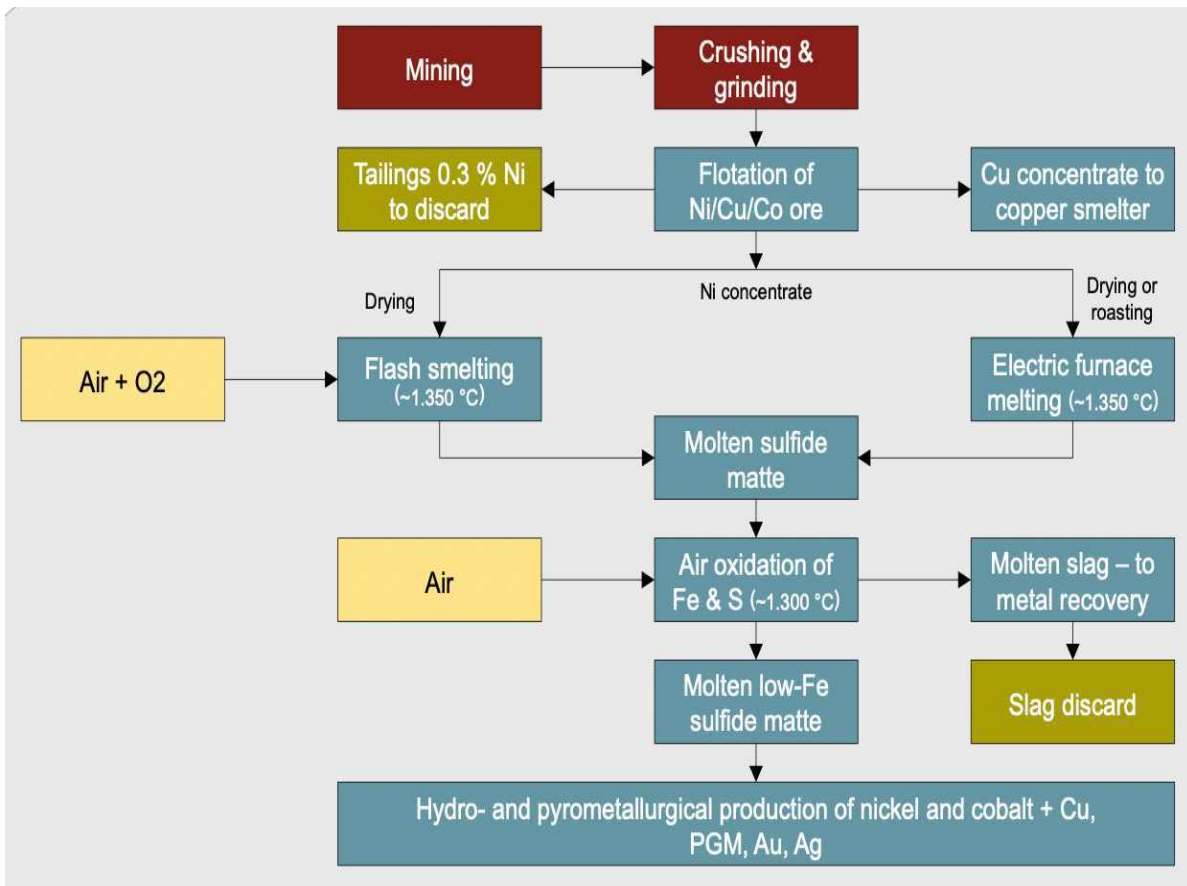 Mining
Crushing &
grinding
Tailings 0.3 % Ni
to discard
Flotation of
Ni/Cu/Co ore
Cu concentrate to
copper smelter
Drying
Ni concentrate
Drying or
roasting
Air + O2
Flash smelting
(~1.350 °C)
Electric furnace
melting (~1.350 °C)
Molten sulfide
matte
Air
Air oxidation of
Fe & S (~1.300 °C)
Molten slag – to
metal recovery
Molten low-Fe
sulfide matte
Slag discard
Hydro- and pyrometallurgical production of nickel and cobalt + Cu,
PGM, Au, Ag